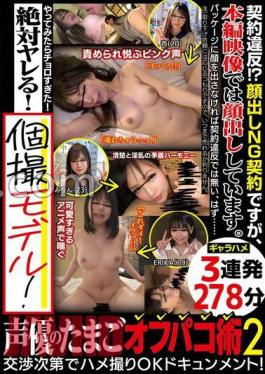 契約違反!?顔出しNG契約ですが、
本編映像では顔出ししています。
パッケージに顔を出さなければ契約違反では無い、はず……
やってみたらチョロすぎた!
絶対ヤレる!
個撮モデル!
責められ悦ぶピンク声
杏(20)
清楚と淫乱の矛盾ハーモニー
(23)
可愛すぎる
アニメ声で喘ぐ
ERIKA(19)
ギャラハメ
3連発
278分
声優のたまごオフパコ術2
交渉次第でハメ撮りOKドキュメント!